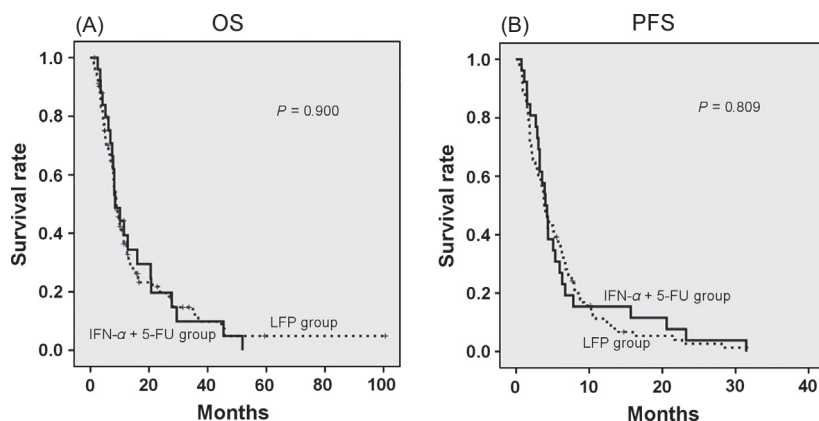 (A) OS
1.0
0.8
0.6
0.4
0.2
0.0
Survival rate
P = 0.900
LFP group
IFN-α + 5-FU group
0 20 40 60 80 100
Months
(B) PFS
1.0
0.8
0.6
0.4
0.2
0.0
Survival rate
P = 0.809
IFN-α + 5-FU group
LFP group
0 10 20 30 40
Months